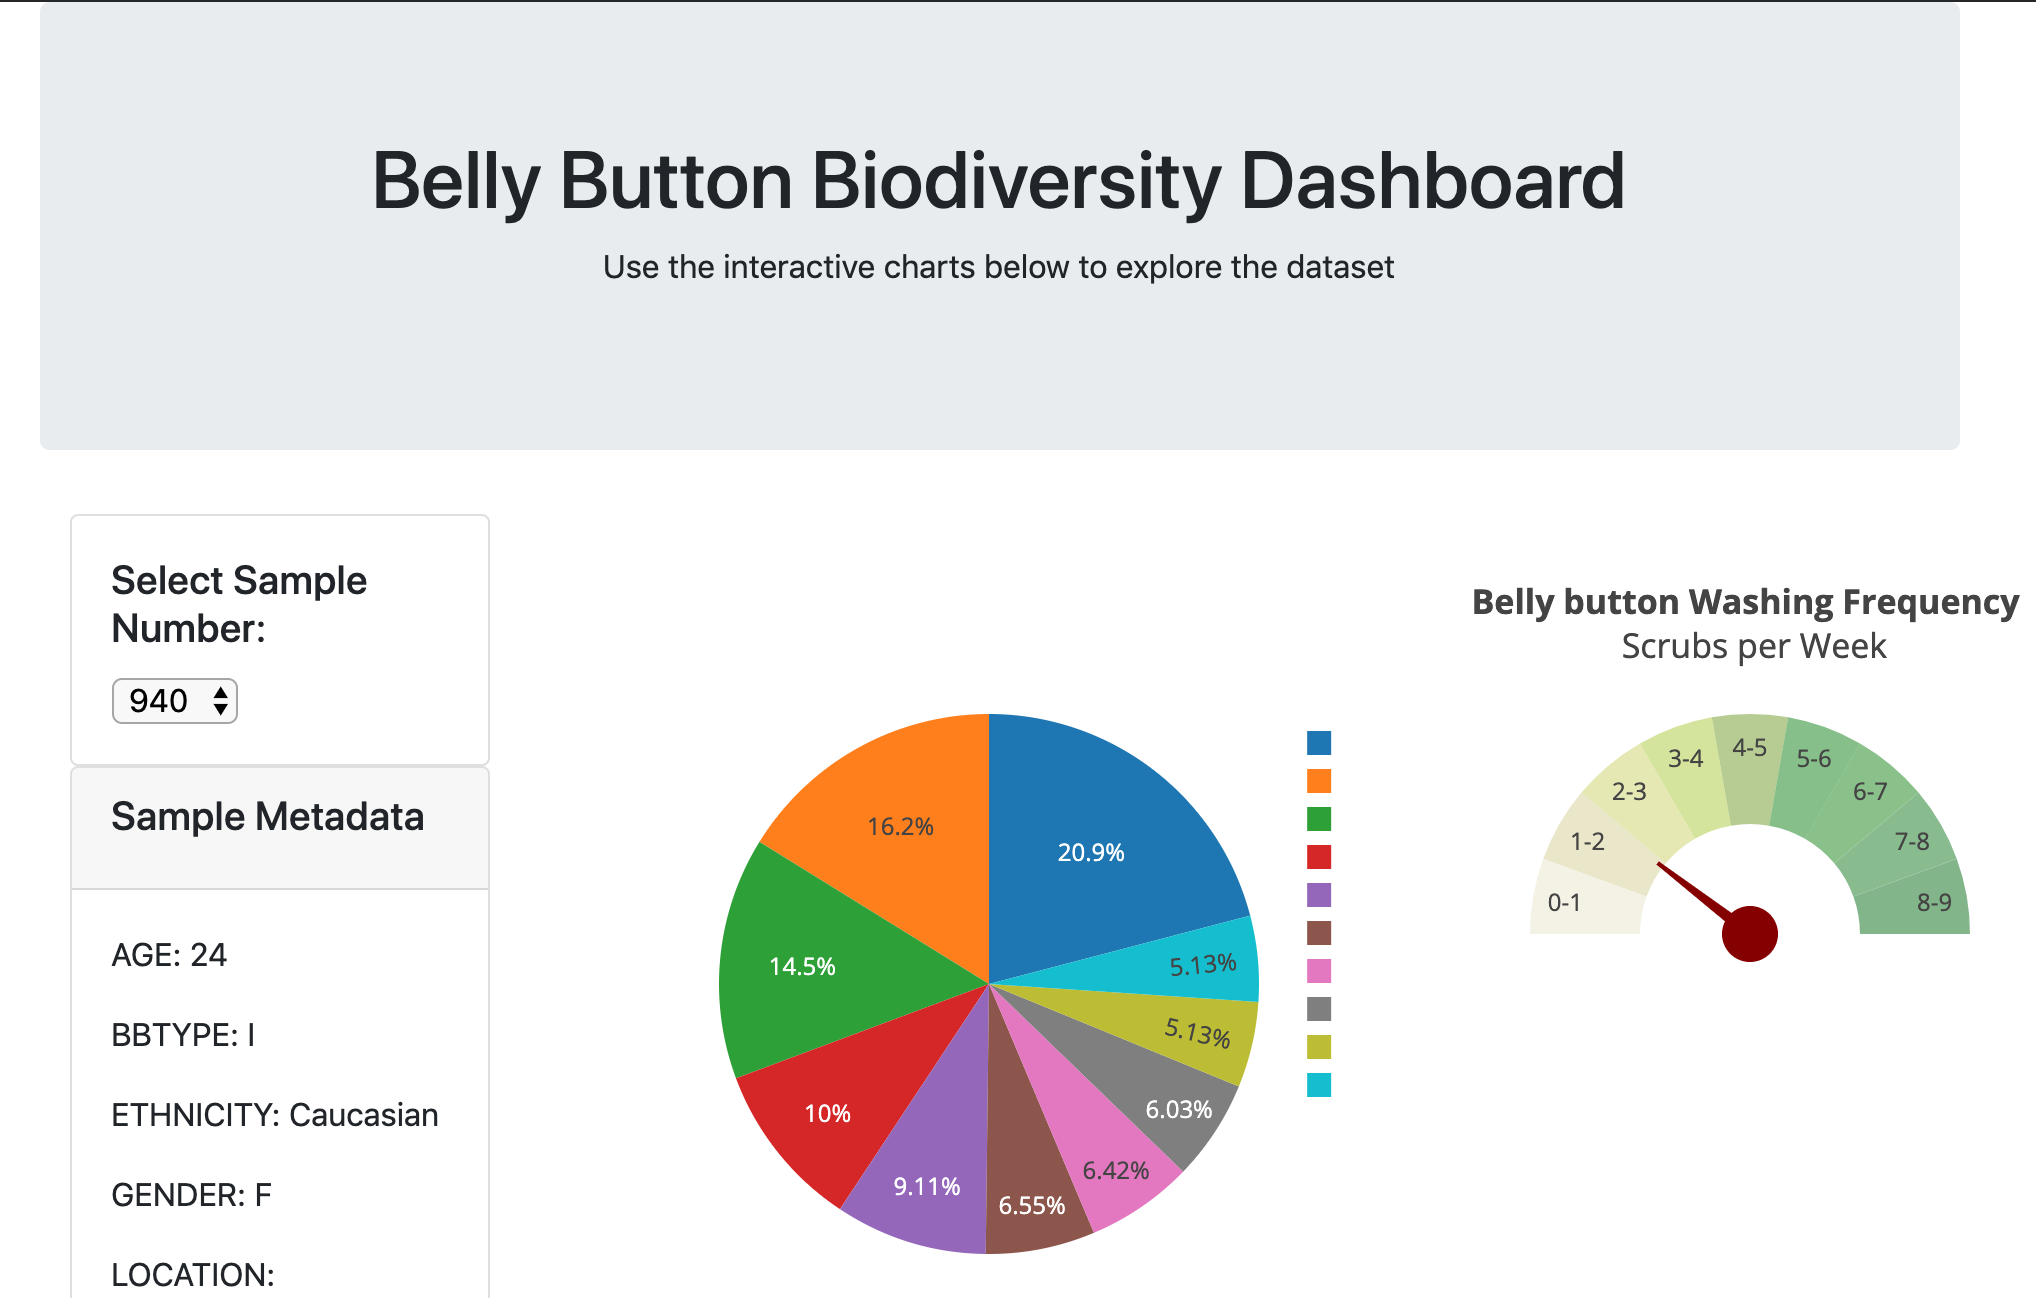 Belly Button Biodiversity Dashboard
Use the interactive charts below to explore the dataset
Select Sample
Number:
940
Sample Metadata
AGE: 24
BBTYPE: I
ETHNICITY: Caucasian
GENDER: F
LOCATION:
20.9%
5.13%
5.13%
6.03%
6.42%
6.55%
9.11%
10%
14.5%
16.2%
Belly button Washing Frequency
Scrubs per Week
0-1
1-2
2-3
3-4
4-5
5-6
6-7
7-8
8-9